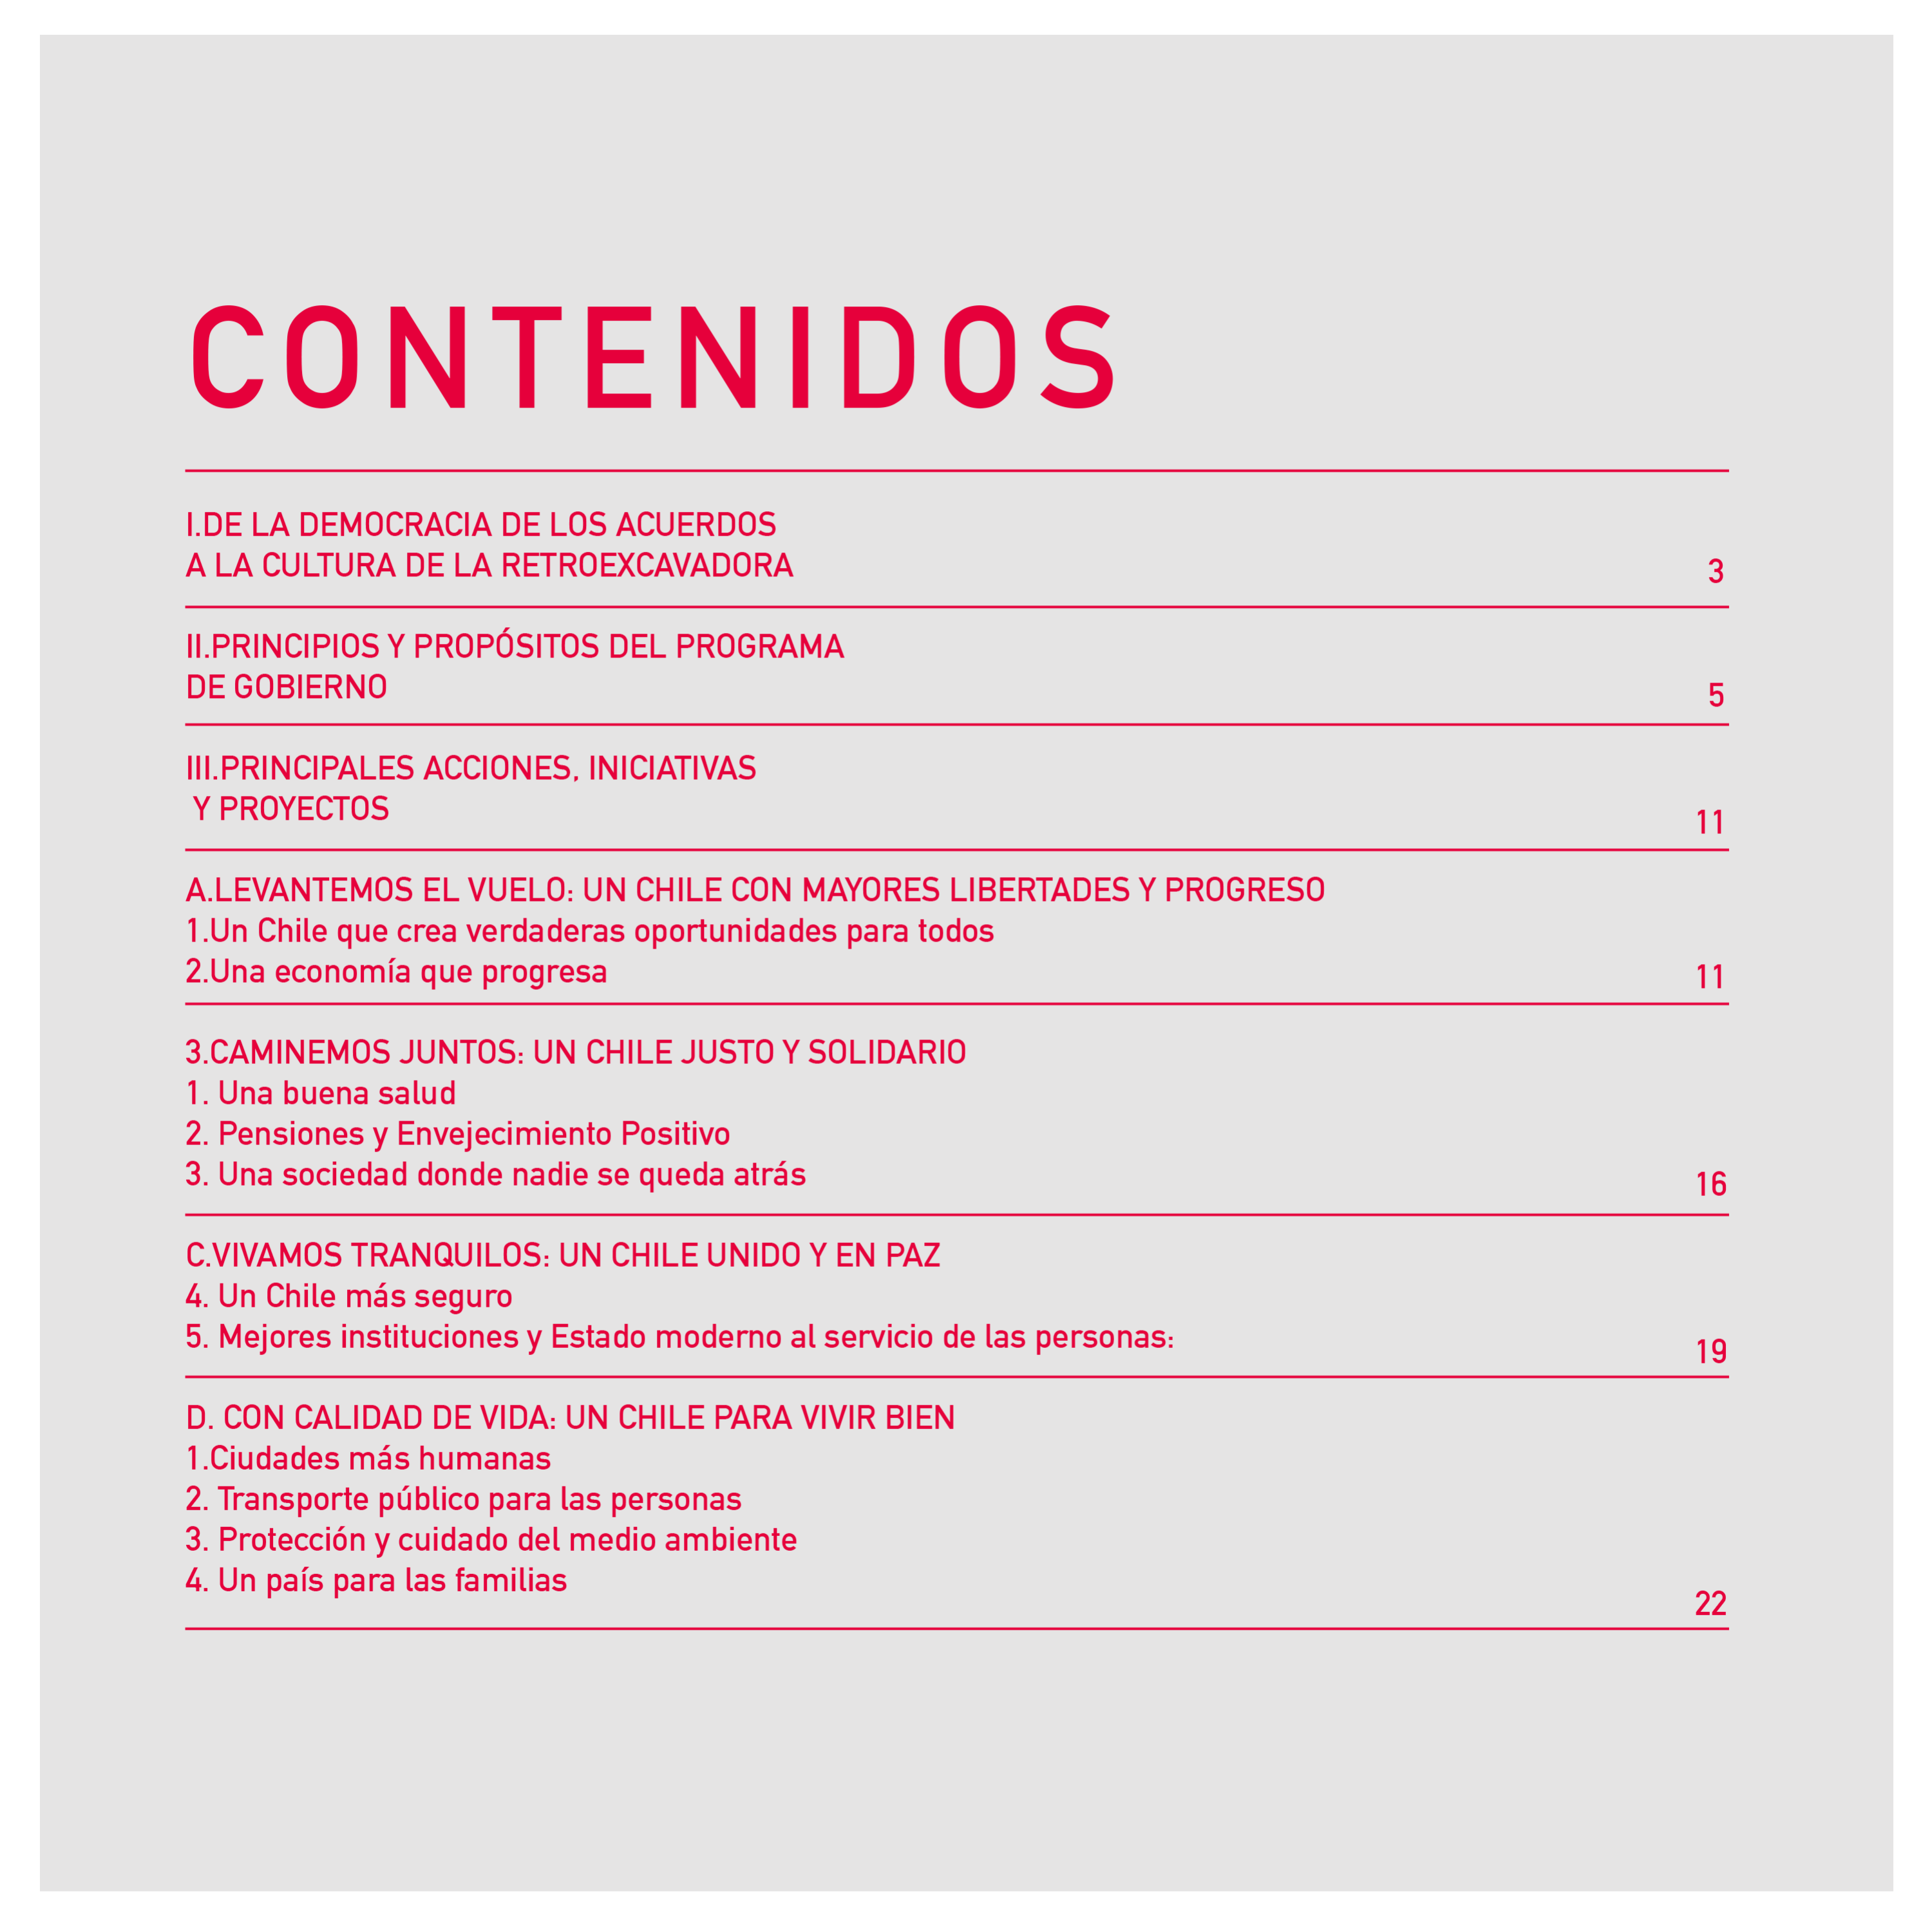 CONTENIDOS
I.DE LA DEMOCRACIA DE LOS ACUERDOS
A LA CULTURA DE LA RETROEXCAVADORA
3
II.PRINCIPIOS Y PROPÓSITOS DEL PROGRAMA
DE GOBIERNO
5
III.PRINCIPALES ACCIONES, INICIATIVAS
Y PROYECTOS
11
A.LEVANTEMOS EL VUELO: UN CHILE CON MAYORES LIBERTADES Y PROGRESO
1.Un Chile que crea verdaderas oportunidades para todos
2.Una economía que progresa
11
3.CAMINEMOS JUNTOS: UN CHILE JUSTO Y SOLIDARIO
1. Una buena salud
2. Pensiones y Envejecimiento Positivo
3. Una sociedad donde nadie se queda atrás
16
C.VIVAMOS TRANQUILOS: UN CHILE UNIDO Y EN PAZ
4. Un Chile más seguro
5. Mejores instituciones y Estado moderno al servicio de las personas:
19
D. CON CALIDAD DE VIDA: UN CHILE PARA VIVIR BIEN
1.Ciudades más humanas
2. Transporte público para las personas
3. Protección y cuidado del medio ambiente
4. Un país para las familias
22